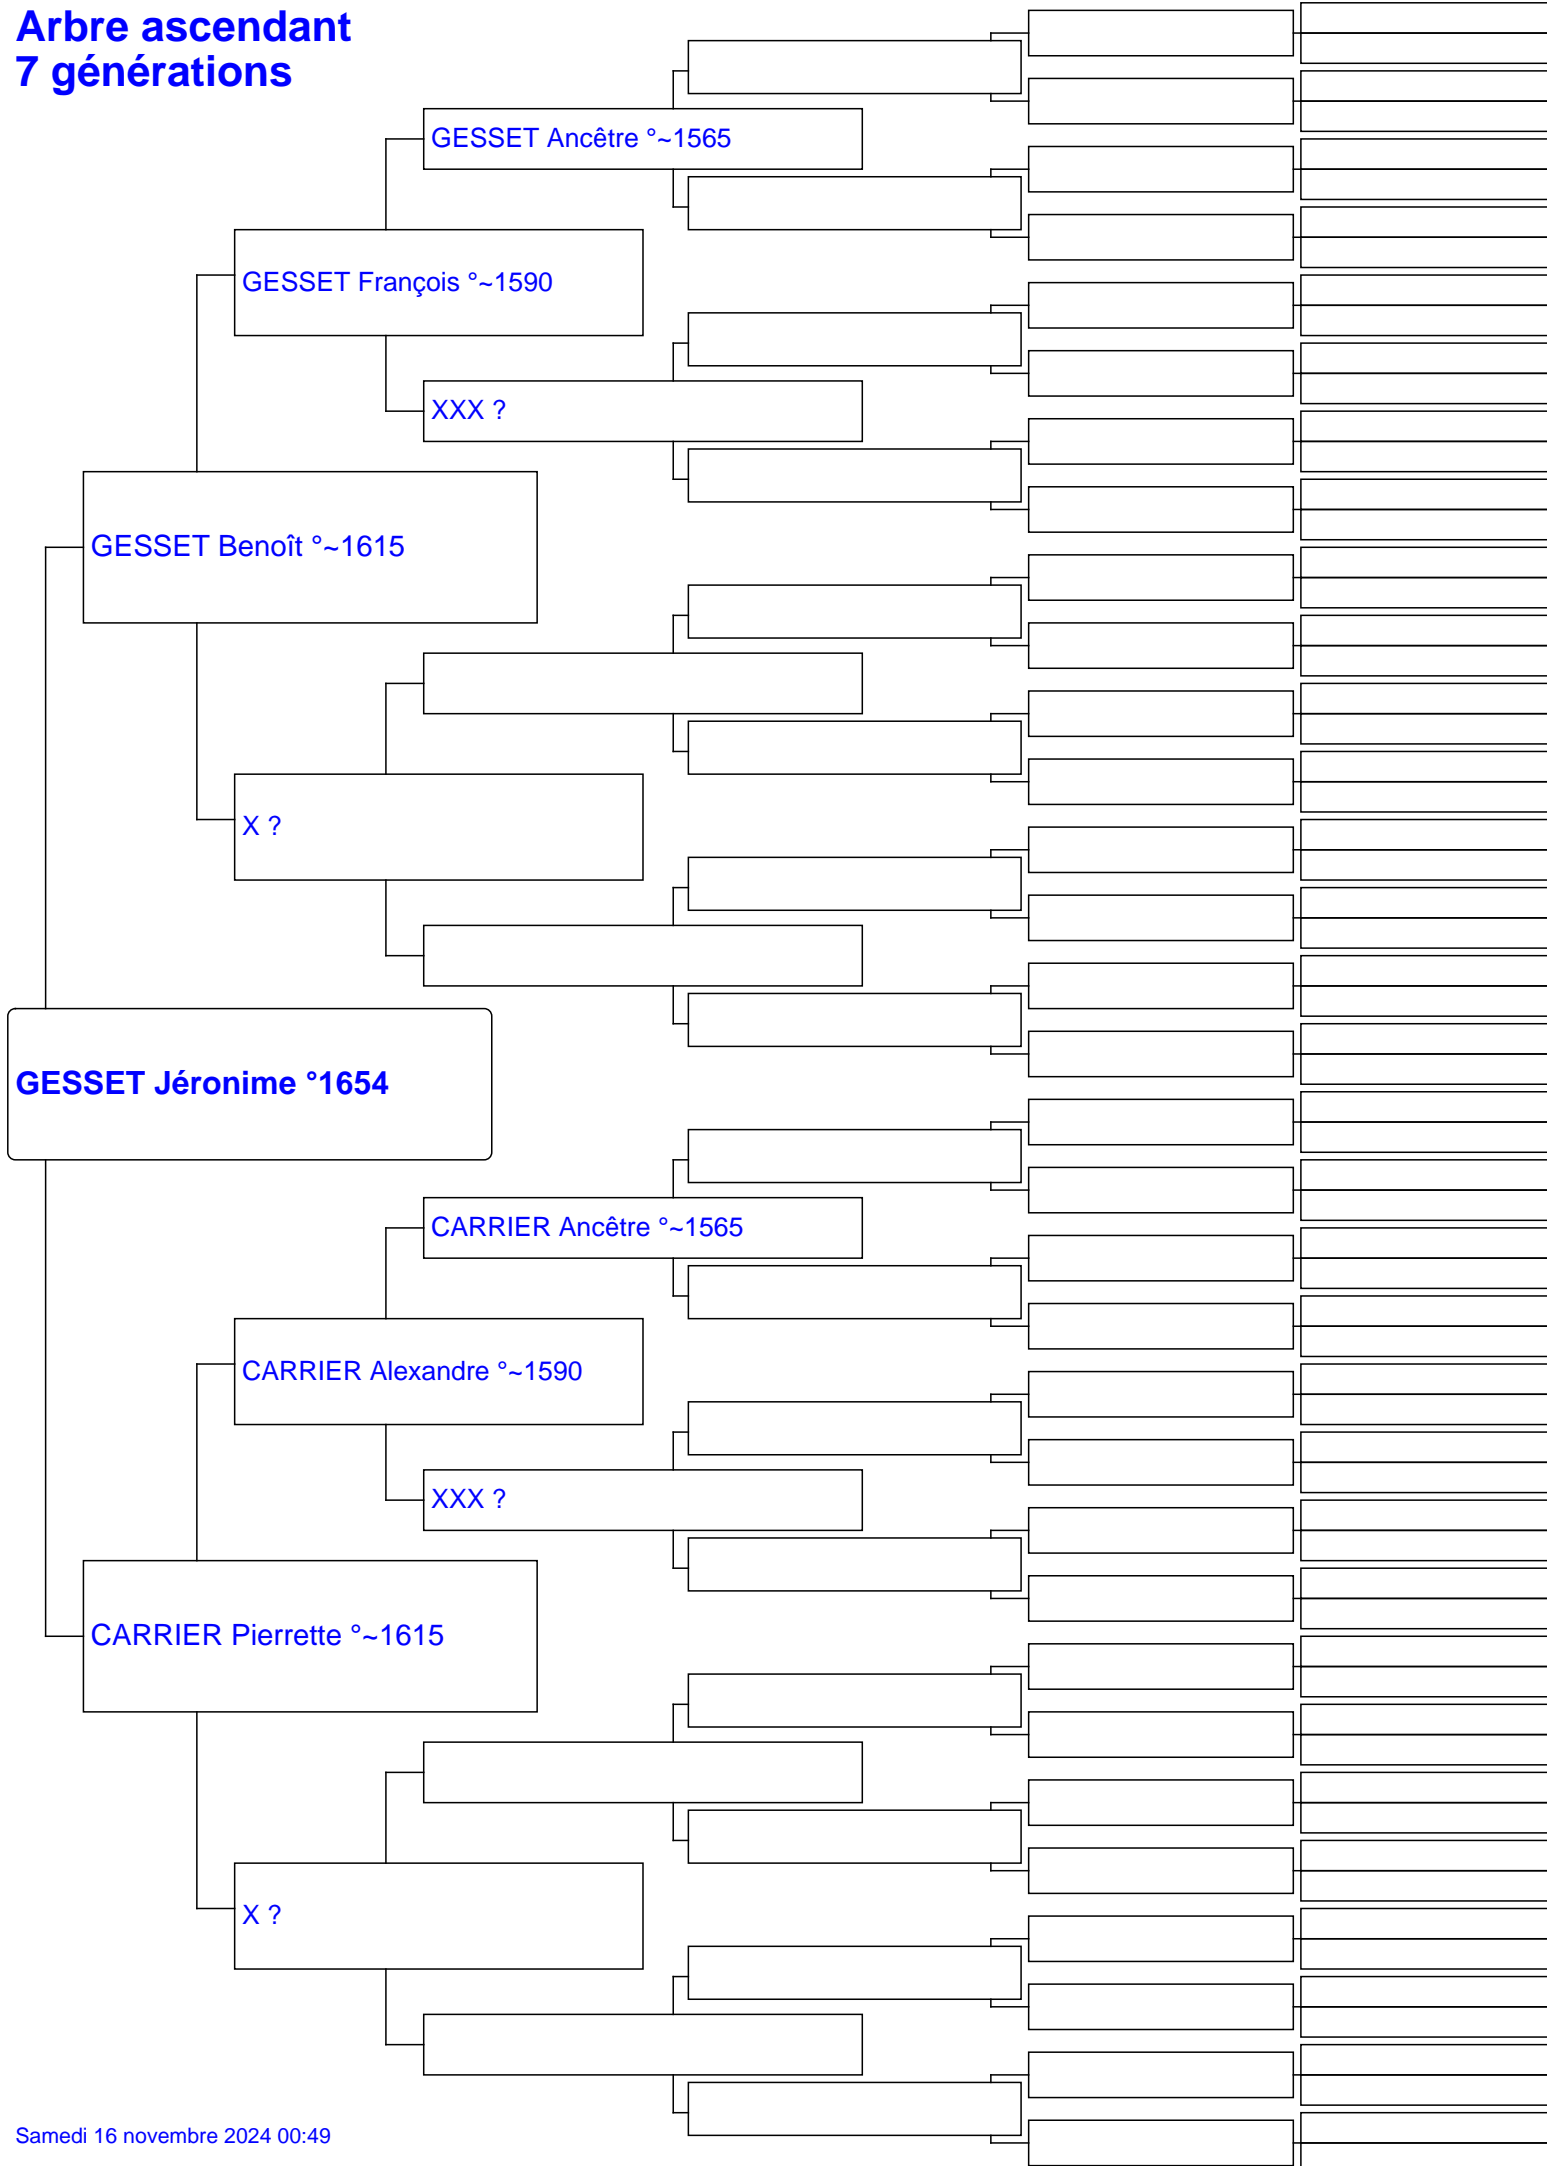 Arbre ascendant
7 générations
GESSET Ancêtre °~1565
GESSET François °~1590
XXX ?
GESSET Benoît °~1615
X ?
GESSET Jéronime °1654
CARRIER Ancêtre °~1565
CARRIER Alexandre °~1590
XXX ?
CARRIER Pierrette °~1615
X ?
Samedi 16 novembre 2024 00:49